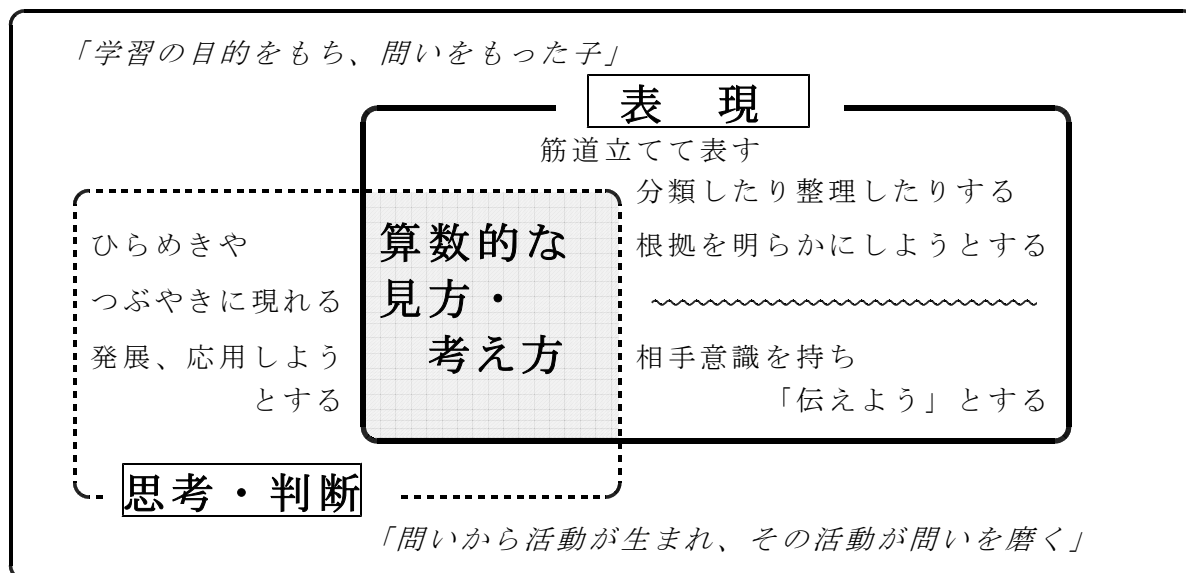 「学習の目的をもち、問いをもった子」
表 現
筋道立てて表す
分類したり整理したりする
根拠を明らかにしようとする
相手意識を持ち
「伝えよう」とする
算数的な
見方・
考え方
ひらめきや
つぶやきに現れる
発展、応用しよう
とする
思考・判断
「問いから活動が生まれ、その活動が問いを磨く」